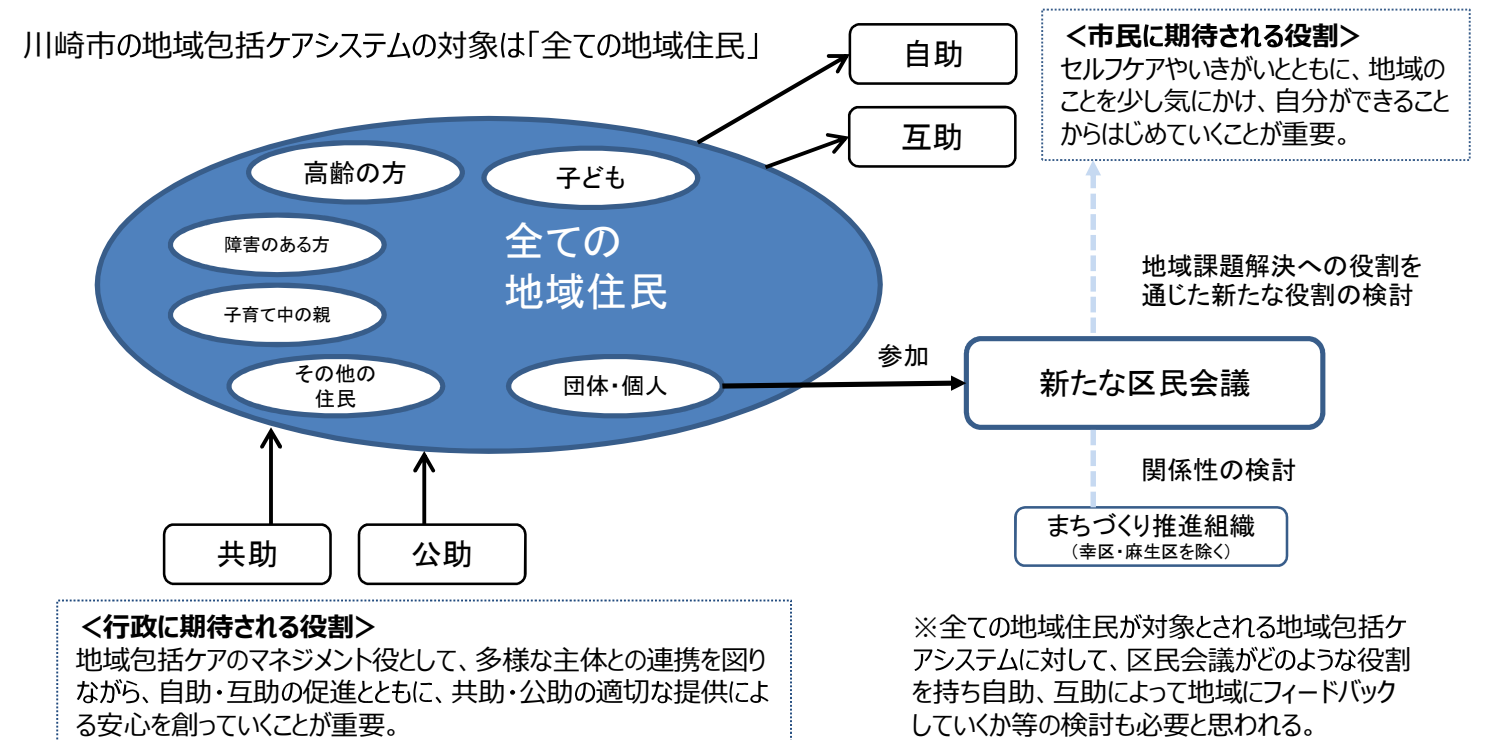 川崎市の地域包括ケアシステムの対象は「全ての地域住民」
自助
互助
＜市民に期待される役割＞
セルフケアやいきがいとともに、地域の
ことを少し気にかけ、自分ができること
からはじめていくことが重要。
高齢の方
子ども
障害のある方
子育て中の親
その他の
住民
団体・個人
全ての
地域住民
地域課題解決への役割を
通じた新たな役割の検討
参加
新たな区民会議
関係性の検討
まちづくり推進組織
（幸区・麻生区を除く）
共助
公助
＜行政に期待される役割＞
地域包括ケアのマネジメント役として、多様な主体との連携を図り
ながら、自助・互助の促進とともに、共助・公助の適切な提供によ
る安心を創っていくことが重要。
※全ての地域住民が対象とされる地域包括ケ
アシステムに対して、区民会議がどのような役割
を持ち自助、互助によって地域にフィードバック
していくか等の検討も必要と思われる。